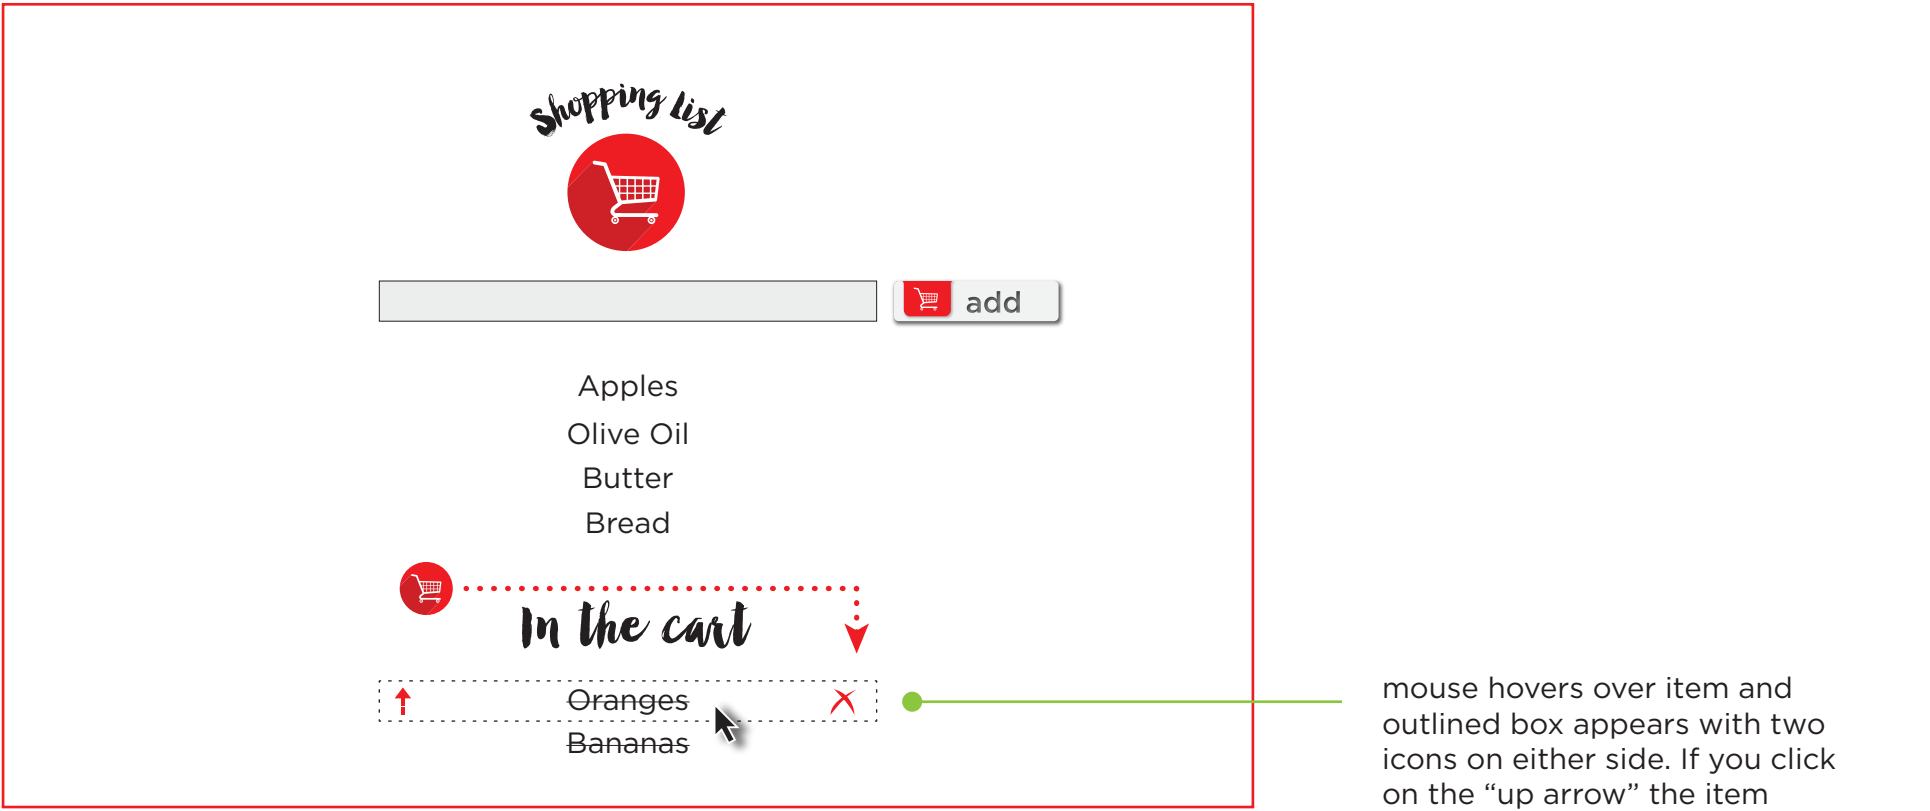 Shopping List
add
Apples
Olive Oil
Butter
Bread
In the cart
Oranges
Bananas
mouse hovers over item and
outlined box appears with two
icons on either side. If you click
on the “up arrow” the item